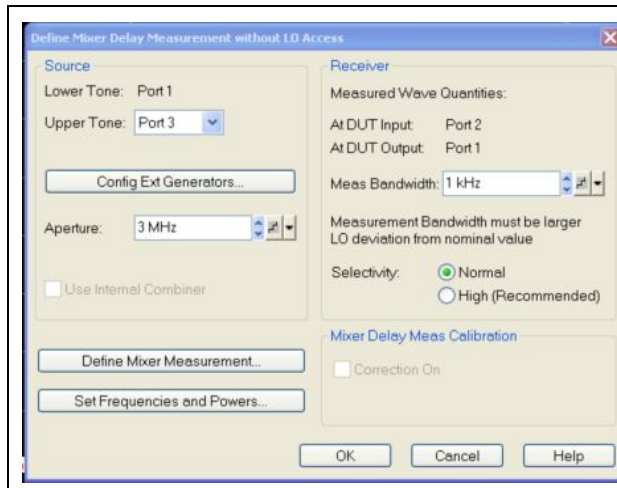 Define Mixer Delay Measurement without LO Access
Source
Lower Tone: Port 1
Upper Tone: Port 3
Config Ext Generators...
Aperture: 3 MHz
Use Internal Combiner
Define Mixer Measurement...
Set Frequencies and Powers...
Receiver
Measured Wave Quantities:
At DUT Input: Port 2
At DUT Output: Port 1
Meas Bandwidth: 1 kHz
Measurement Bandwidth must be larger
LO deviation from nominal value
Selectivity: Normal
High (Recommended)
Mixer Delay Meas Calibration
Correction On
OK Cancel Help